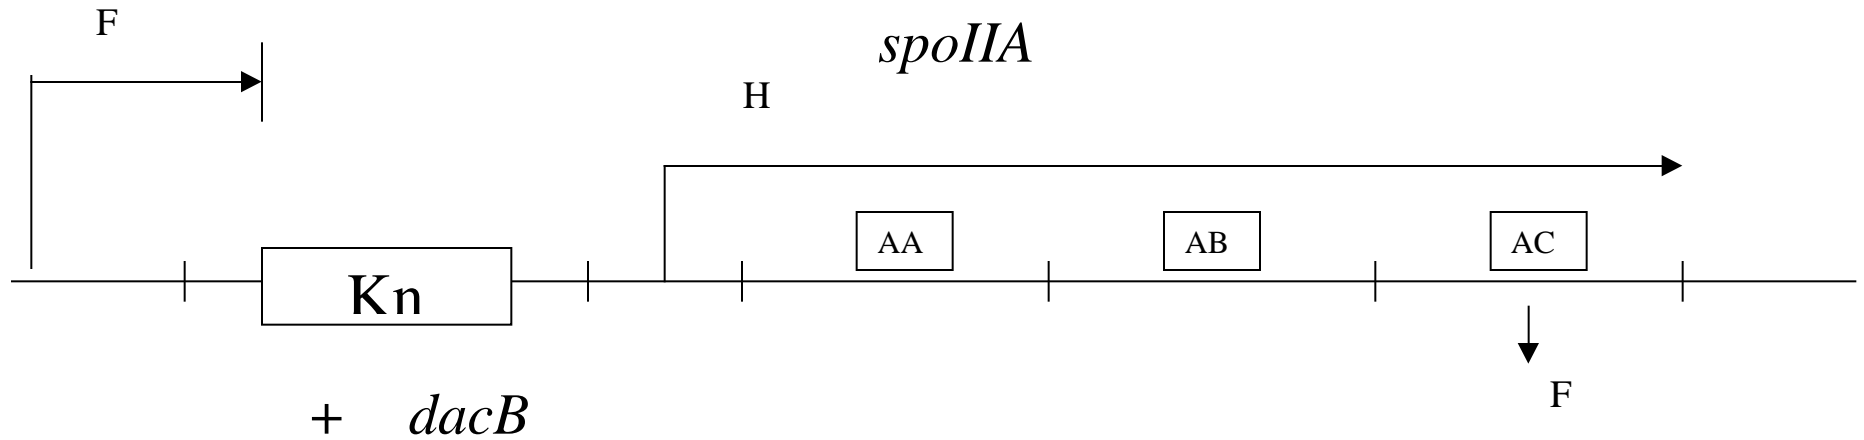 F
spoIIA
H
AA AB AC
Kn
F
+ dacB